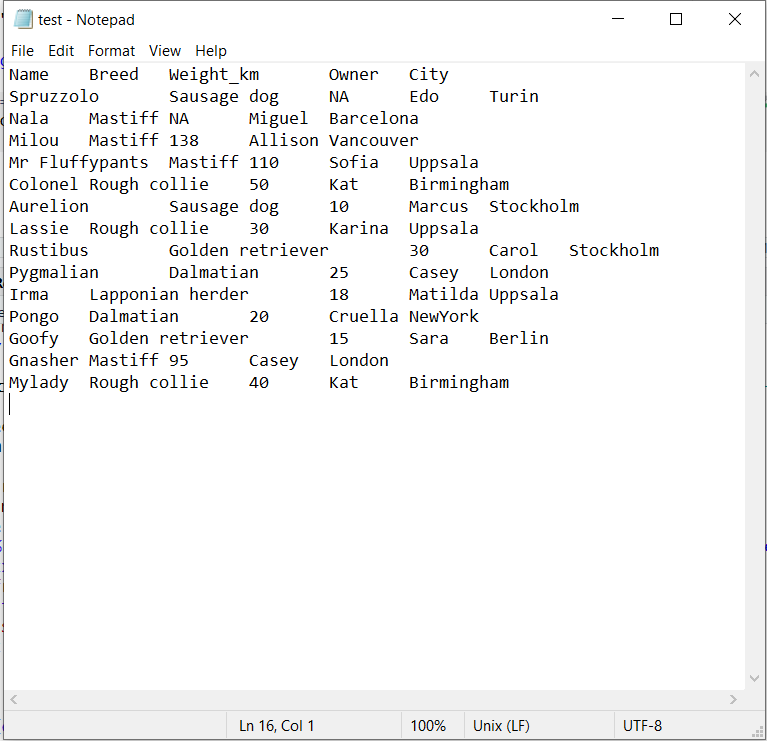 test - Notepad
File Edit Format View Help
Name	Breed	Weight_km	Owner	City
Spruzzolo	Sausage dog	NA	Edo	Turin
Nala	Mastiff	NA	Miguel	Barcelona
Milou	Mastiff	138	Allison	Vancouver
Mr Fluffypants	Mastiff	110	Sofia	Uppsala
Colonel	Rough collie	50	Kat	Birmingham
Aurelion	Sausage dog	10	Marcus	Stockholm
Lassie	Rough collie	30	Karina	Uppsala
Rustibus	Golden retriever	30	Carol	Stockholm
Pygmalian	Dalmatian	25	Casey	London
Irma	Lapponian herder	18	Matilda	Uppsala
Pongo	Dalmatian	20	Cruella	NewYork
Goofy	Golden retriever	15	Sara	Berlin
Gnasher	Mastiff	95	Casey	London
Mylady	Rough collie	40	Kat	Birmingham
Ln 16, Col 1 100% Unix (LF) UTF-8